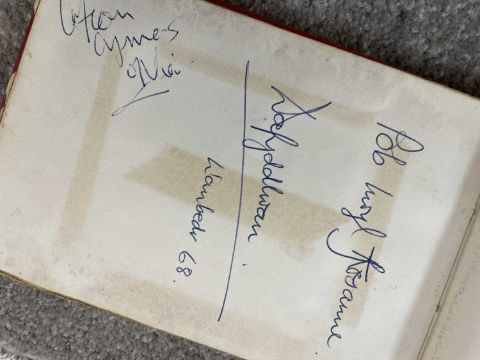 Pob hwyl Rosanne
Dafydd Iwan
Llanbedr 68.
Cofion
cynnes